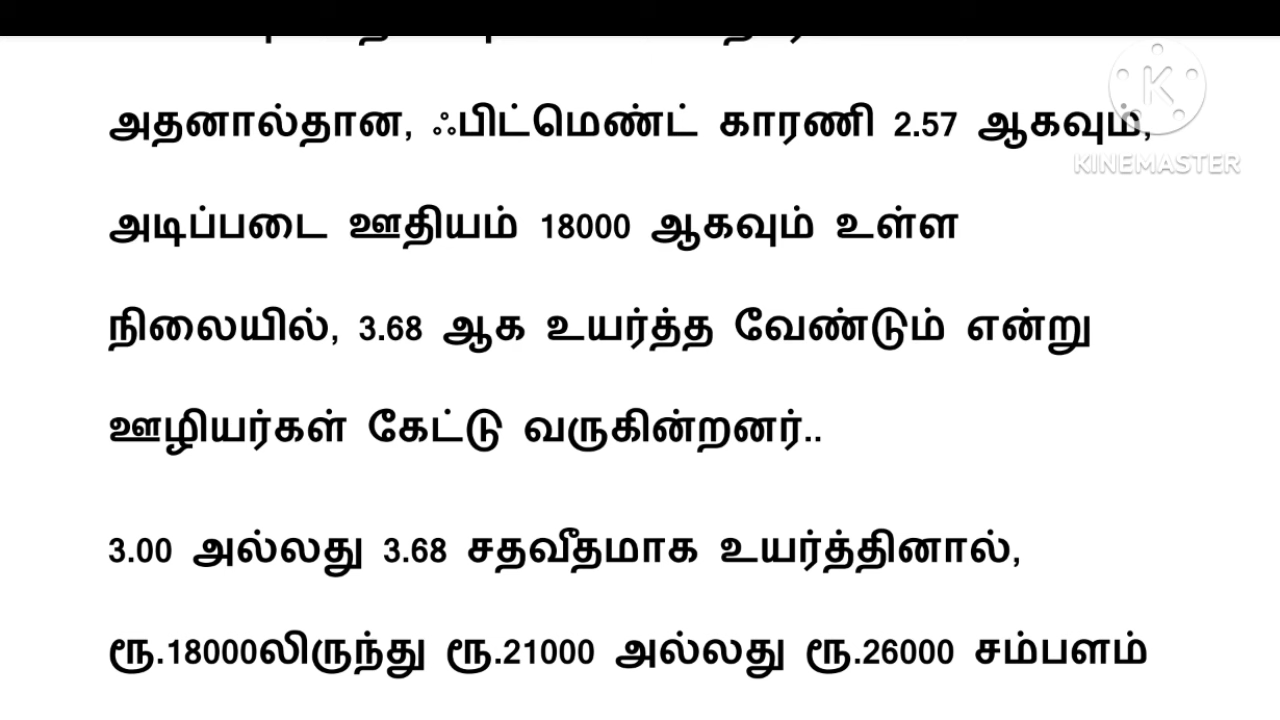 அதனால்தான, ஃபிட்மெண்ட் காரணி 2.57 ஆகவும்,
KINEMASTER
அடிப்படை ஊதியம் 18000 ஆகவும் உள்ள
நிலையில், 3.68 ஆக உயர்த்த வேண்டும் என்று
ஊழியர்கள் கேட்டு வருகின்றனர்..
3.00 அல்லது 3.68 சதவீதமாக உயர்த்தினால்,
ரூ.18000லிருந்து ரூ.21000 அல்லது ரூ.26000 சம்பளம்